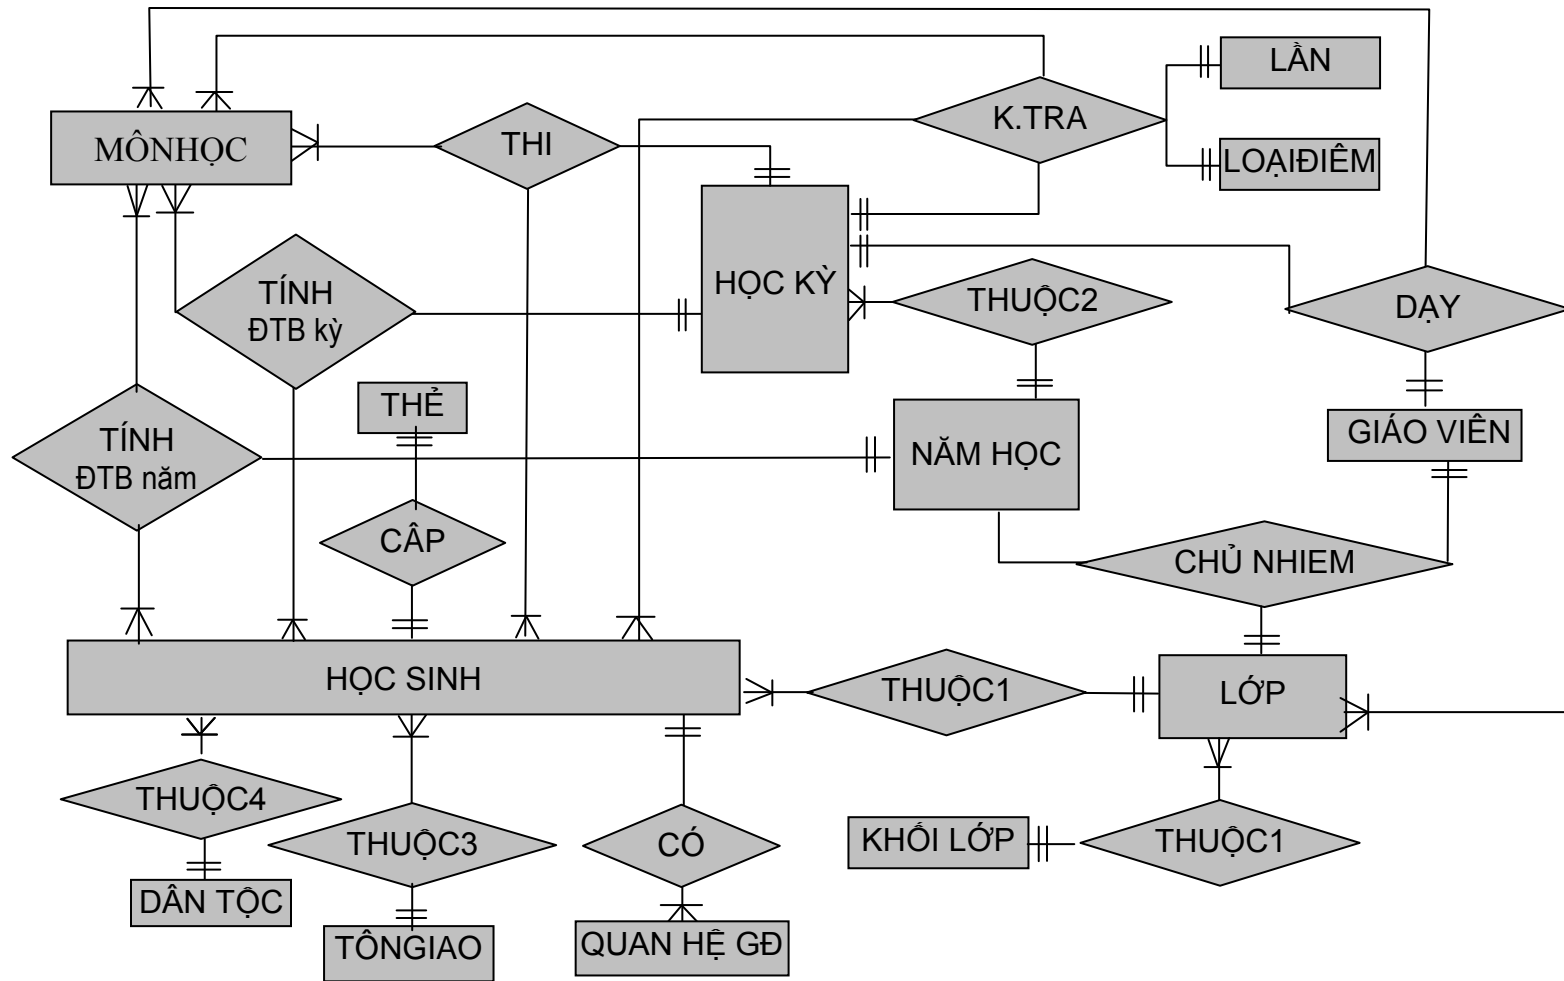 LẦN
K.TRA
THI
MÔNHỌC
LOẠIĐIÊM
HỌC KỲ
TÍNH
ĐTB kỳ
THUỘC2
DẠY
THẺ
TÍNH
ĐTB năm
NĂM HỌC
GIÁO VIÊN
CÂP
CHỦ NHIEM
HỌC SINH
THUỘC1
LỚP
THUỘC4
THUỘC3
CÓ
KHỐI LỚP
THUỘC1
DÂN TỘC
TÔNGIAO
QUAN HỆ GĐ